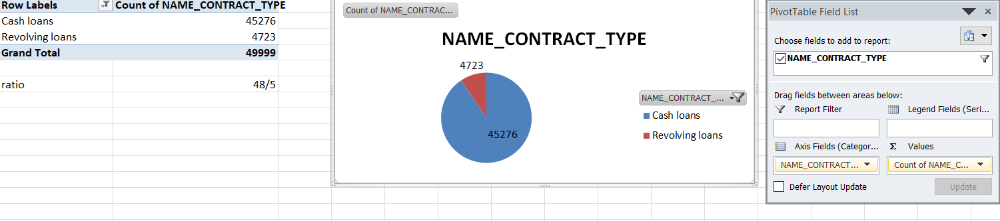 Row Labels Count of NAME_CONTRACT_TYPE
Cash loans 45276
Revolving loans 4723
Grand Total 49999
ratio 48/5
Count of NAME_CONTRAC...
NAME_CONTRACT_TYPE
4723
45276
NAME_CONTRACT_...
Cash loans
Revolving loans
PivotTable Field List
Choose fields to add to report:
NAME_CONTRACT_TYPE
Drag fields between areas below:
Report Filter Legend Fields (Seri...
Axis Fields (Categor... Σ Values
NAME_CONTRACT... Count of NAME_C...
Defer Layout Update Update